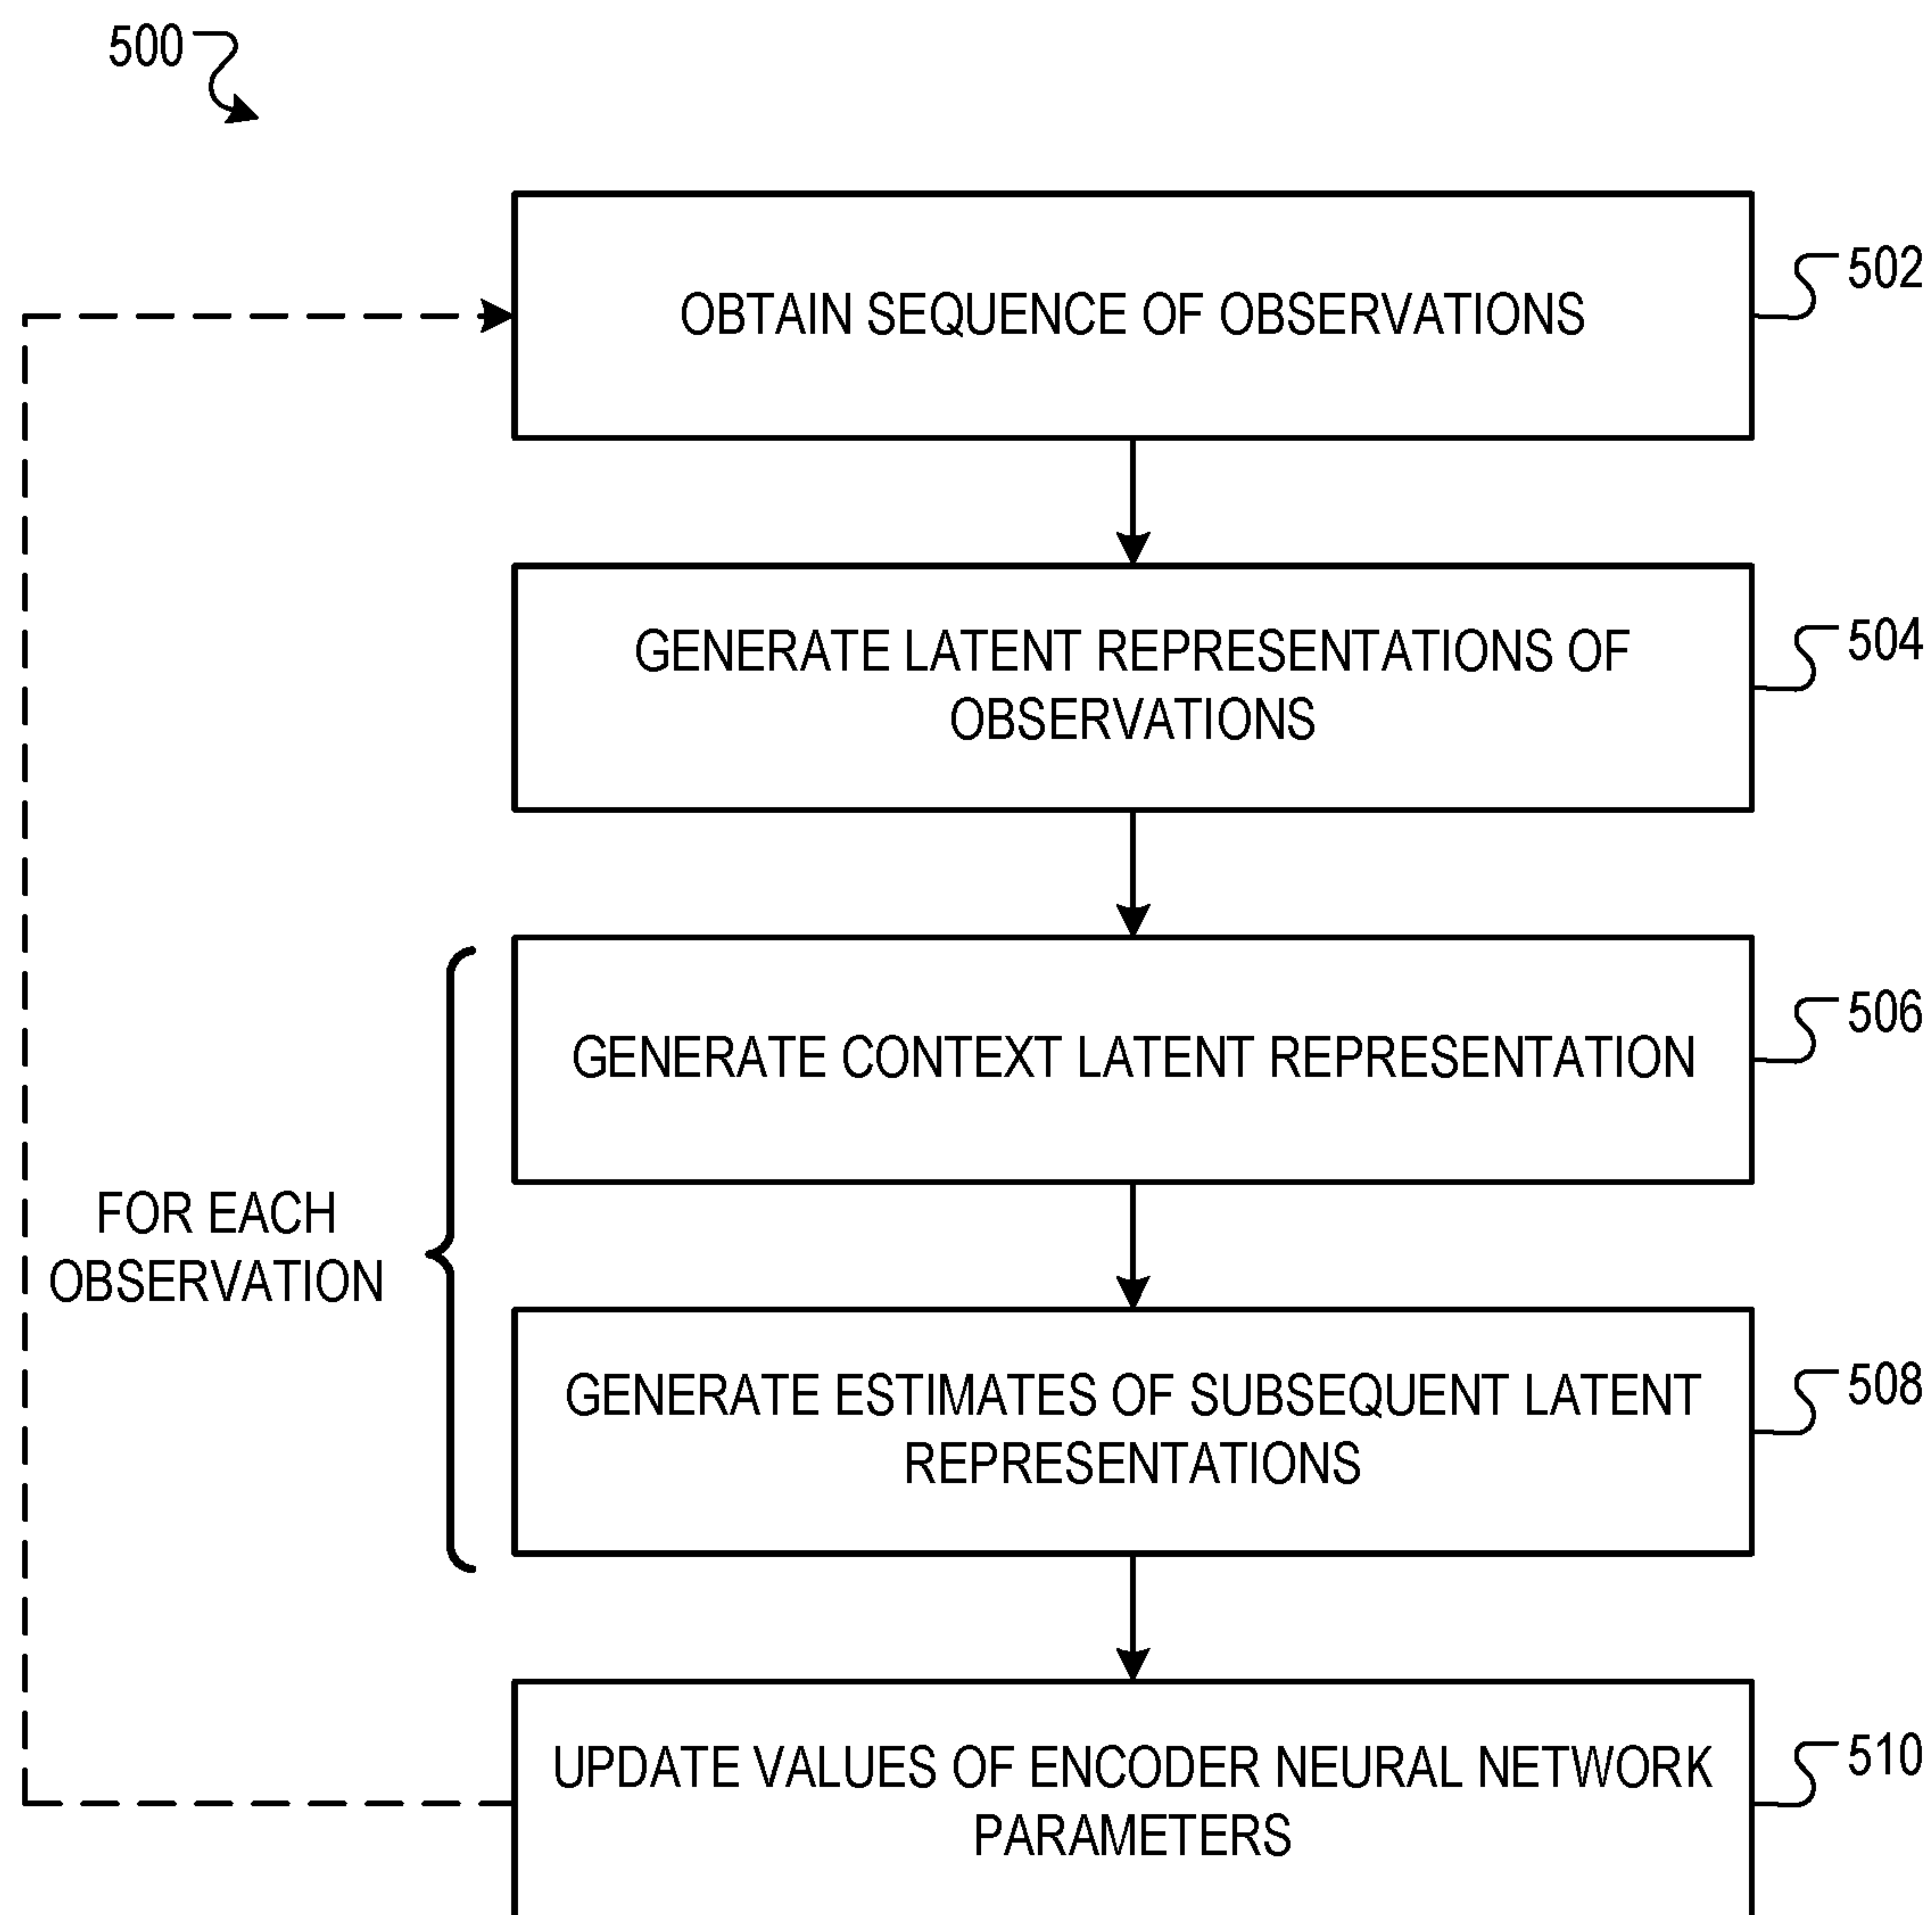 500
OBTAIN SEQUENCE OF OBSERVATIONS
502
GENERATE LATENT REPRESENTATIONS OF
OBSERVATIONS
504
GENERATE CONTEXT LATENT REPRESENTATION
506
FOR EACH
OBSERVATION
GENERATE ESTIMATES OF SUBSEQUENT LATENT
REPRESENTATIONS
508
UPDATE VALUES OF ENCODER NEURAL NETWORK
PARAMETERS
510